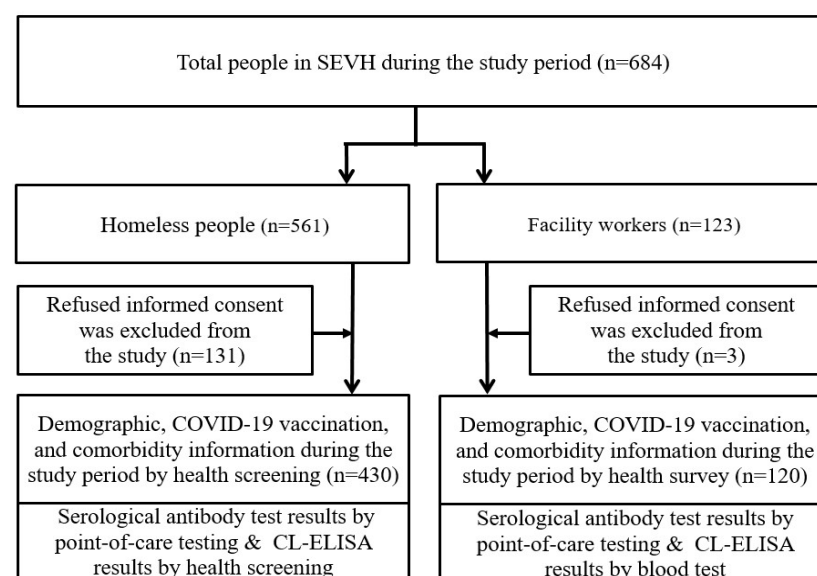 Total people in SEVH during the study period (n=684)
Homeless people (n=561)
Facility workers (n=123)
Refused informed consent
was excluded from
the study (n=131)
Refused informed consent
was excluded from
the study (n=3)
Demographic, COVID-19 vaccination,
and comorbidity information during the
study period by health screening (n=430)
Demographic, COVID-19 vaccination,
and comorbidity information during the
study period by health survey (n=120)
Serological antibody test results by
point-of-care testing & CL-ELISA
results by health screening
Serological antibody test results by
point-of-care testing & CL-ELISA
results by blood test